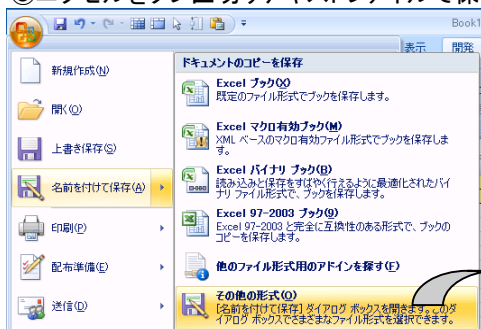 Book1
表示 開発
新規作成(N)
開く(O)
上書き保存(S)
名前を付けて保存(A)
印刷(P)
配布準備(E)
送信(D)
ドキュメントのコピーを保存
Excel ブック(X)
既定のファイル形式でブックを保存します。
Excel マクロ有効ブック(M)
XML ベースのマクロ有効ファイル形式でブックを保存しま
す。
Excel バイナリ ブック(B)
読み込みと保存をすばやく行えるように最適化されたバイ
ナリ ファイル形式で、ブックを保存します。
Excel 97-2003 ブック(9)
Excel 97-2003 と完全に互換性のある形式で、ブックの
コピーを保存します。
他のファイル形式用のアドインを探す(F)
その他の形式(O)
[名前を付けて保存] ダイアログ ボックスを開きます。このダ
イアログ ボックスでさまざまなファイル形式を選択できます。